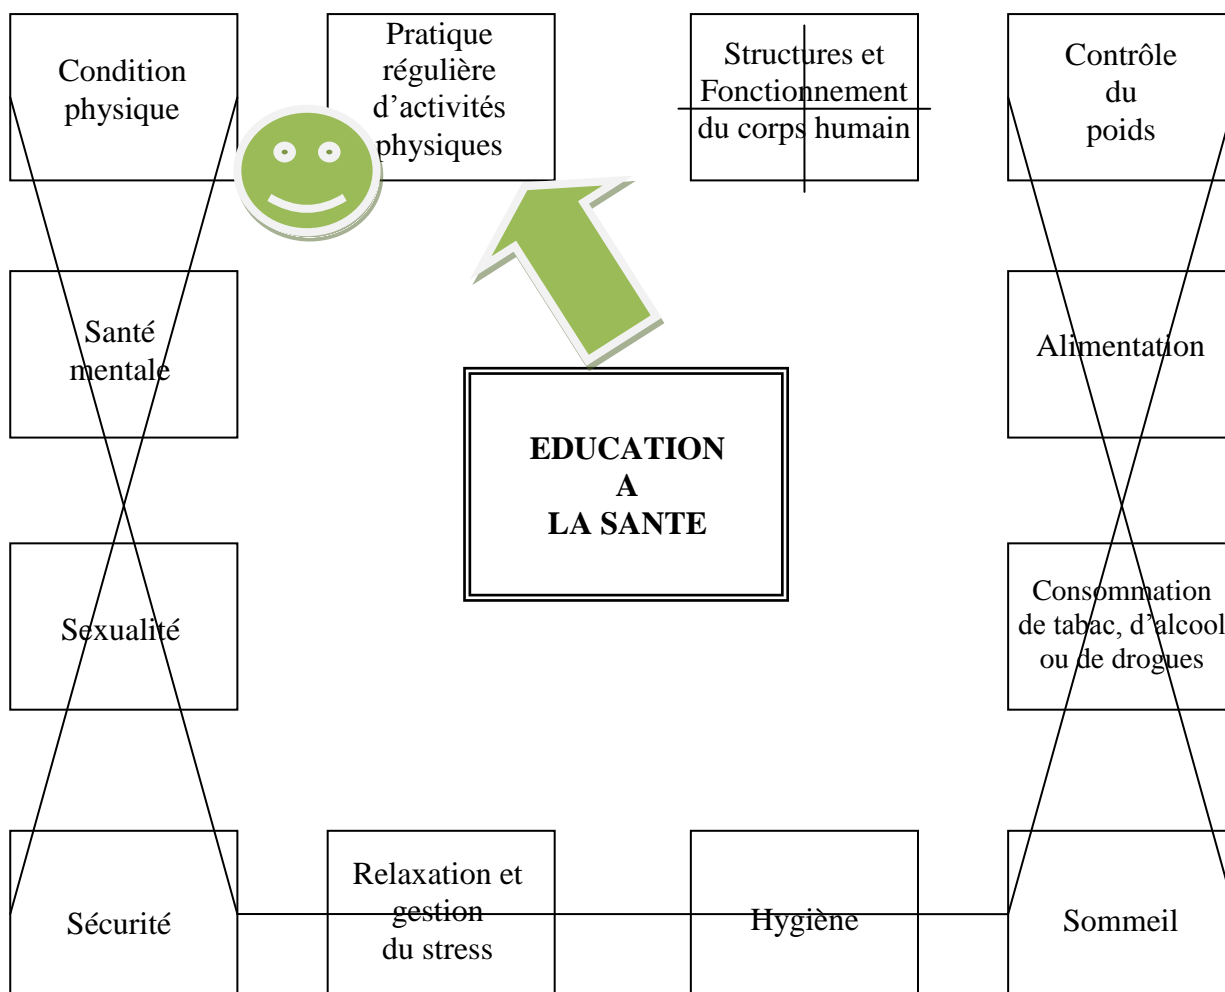 Condition
physique
Pratique
régulière
d’activités
physiques
Structures et
Fonctionnement
du corps humain
Contrôle
du
poids
Santé
mentale
Alimentation
EDUCATION
A
LA SANTE
Sexualité
Consommation
de tabac, d’alcool
ou de drogues
Sécurité
Relaxation et
gestion
du stress
Hygiène
Sommeil